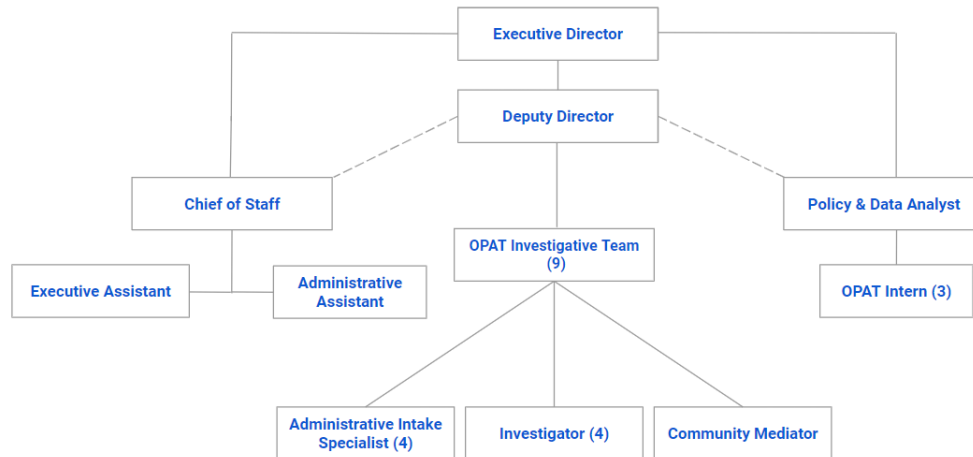 Executive Director
Deputy Director
Chief of Staff
Policy & Data Analyst
OPAT Investigative Team
(9)
Executive Assistant
Administrative
Assistant
OPAT Intern (3)
Administrative Intake
Specialist (4)
Investigator (4)
Community Mediator